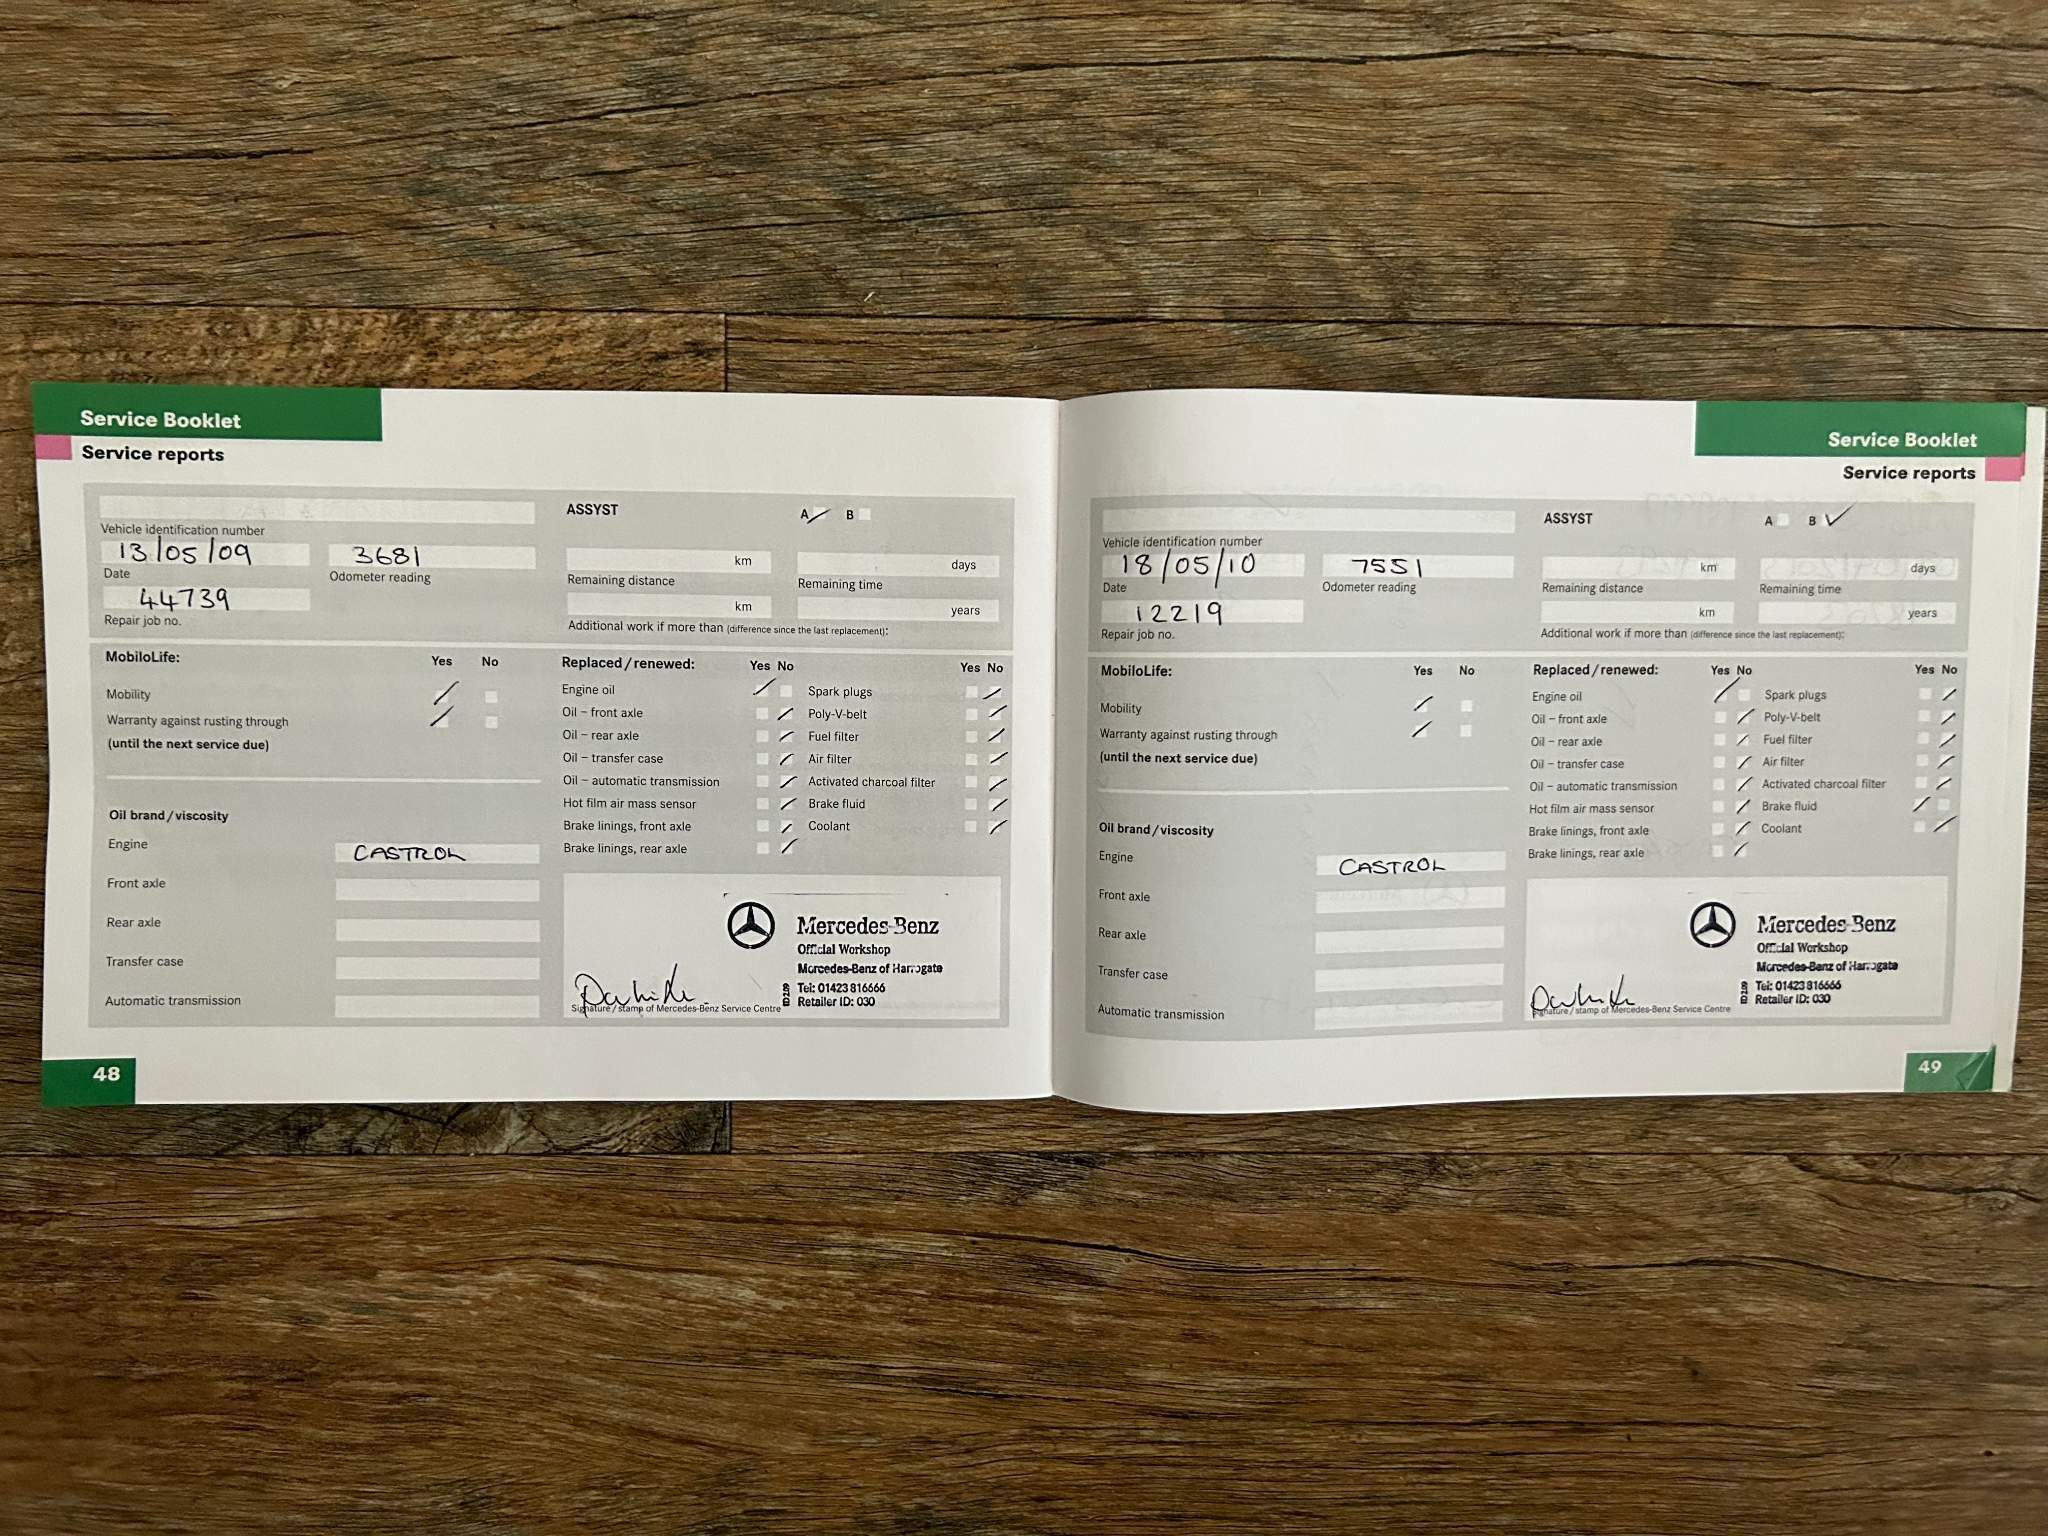 Service Booklet
Service reports
ASSYST A B
Vehicle identification number
13/05/09 3681 km days
Date Odometer reading Remaining distance Remaining time
44739 km years
Repair job no. Additional work if more than (difference since the last replacement):
MobiloLife: Yes No
Mobility
Warranty against rusting through
(until the next service due)
Oil brand/viscosity
Engine CASTROL
Front axle
Rear axle
Transfer case
Automatic transmission
Replaced/renewed: Yes No Yes No
Engine oil Spark plugs
Oil – front axle Poly-V-belt
Oil – rear axle Fuel filter
Oil – transfer case Air filter
Oil – automatic transmission Activated charcoal filter
Hot film air mass sensor Brake fluid
Brake linings, front axle Coolant
Brake linings, rear axle
Mercedes-Benz
Official Workshop
Mercedes-Benz of Harrogate
Tel: 01423 816666
Retailer ID: 030
Signature/stamp of Mercedes-Benz Service Centre
48
Service Booklet
Service reports
ASSYST A B
Vehicle identification number
18/05/10 7551 km days
Date Odometer reading Remaining distance Remaining time
12219 km years
Repair job no. Additional work if more than (difference since the last replacement):
MobiloLife: Yes No
Mobility
Warranty against rusting through
(until the next service due)
Oil brand/viscosity
Engine CASTROL
Front axle
Rear axle
Transfer case
Automatic transmission
Replaced/renewed: Yes No Yes No
Engine oil Spark plugs
Oil – front axle Poly-V-belt
Oil – rear axle Fuel filter
Oil – transfer case Air filter
Oil – automatic transmission Activated charcoal filter
Hot film air mass sensor Brake fluid
Brake linings, front axle Coolant
Brake linings, rear axle
Mercedes-Benz
Official Workshop
Mercedes-Benz of Harrogate
Tel: 01423 816666
Retailer ID: 030
Signature/stamp of Mercedes-Benz Service Centre
49